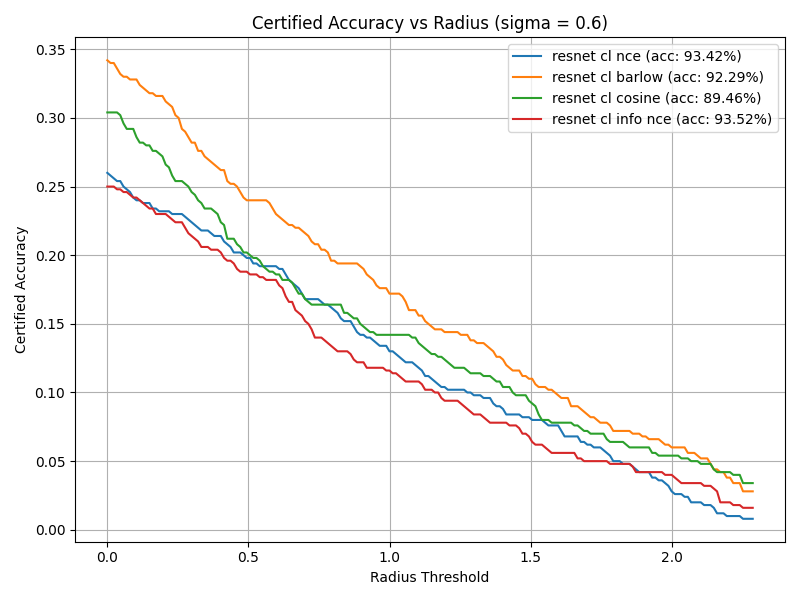 Certified Accuracy vs Radius (sigma = 0.6)
resnet cl nce (acc: 93.42%)
resnet cl barlow (acc: 92.29%)
resnet cl cosine (acc: 89.46%)
resnet cl info nce (acc: 93.52%)
Certified Accuracy
0.35
0.30
0.25
0.20
0.15
0.10
0.05
0.00
0.0 0.5 1.0 1.5 2.0
Radius Threshold